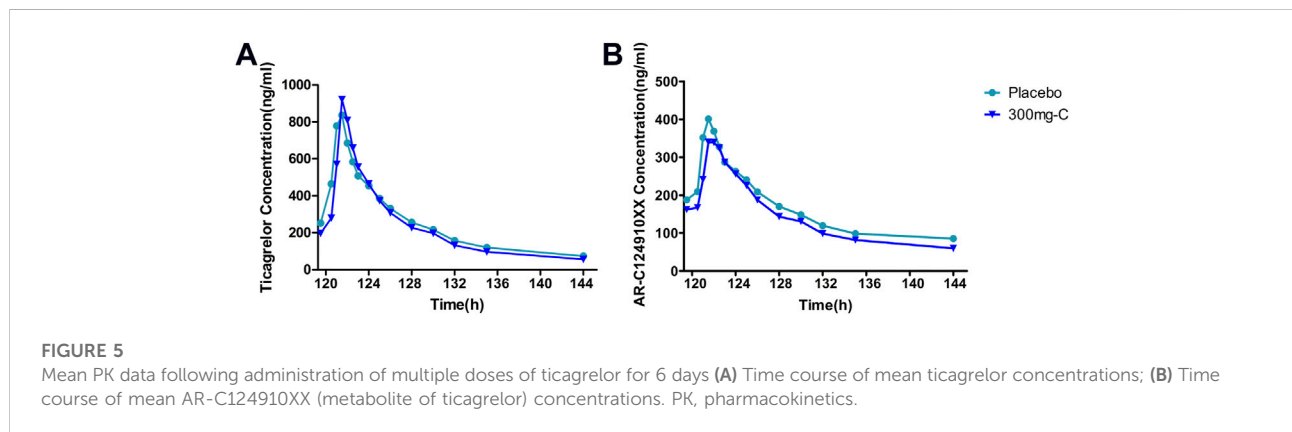 A
Ticagrelor Concentration(ng/ml)
1000
800
600
400
200
0
120 124 128 132 136 140 144
Time(h)
B
AR-C124910XX Concentration(ng/ml)
500
400
300
200
100
0
120 124 128 132 136 140 144
Time(h)
Placebo
300mg-C
FIGURE 5
Mean PK data following administration of multiple doses of ticagrelor for 6 days (A) Time course of mean ticagrelor concentrations; (B) Time
course of mean AR-C124910XX (metabolite of ticagrelor) concentrations. PK, pharmacokinetics.